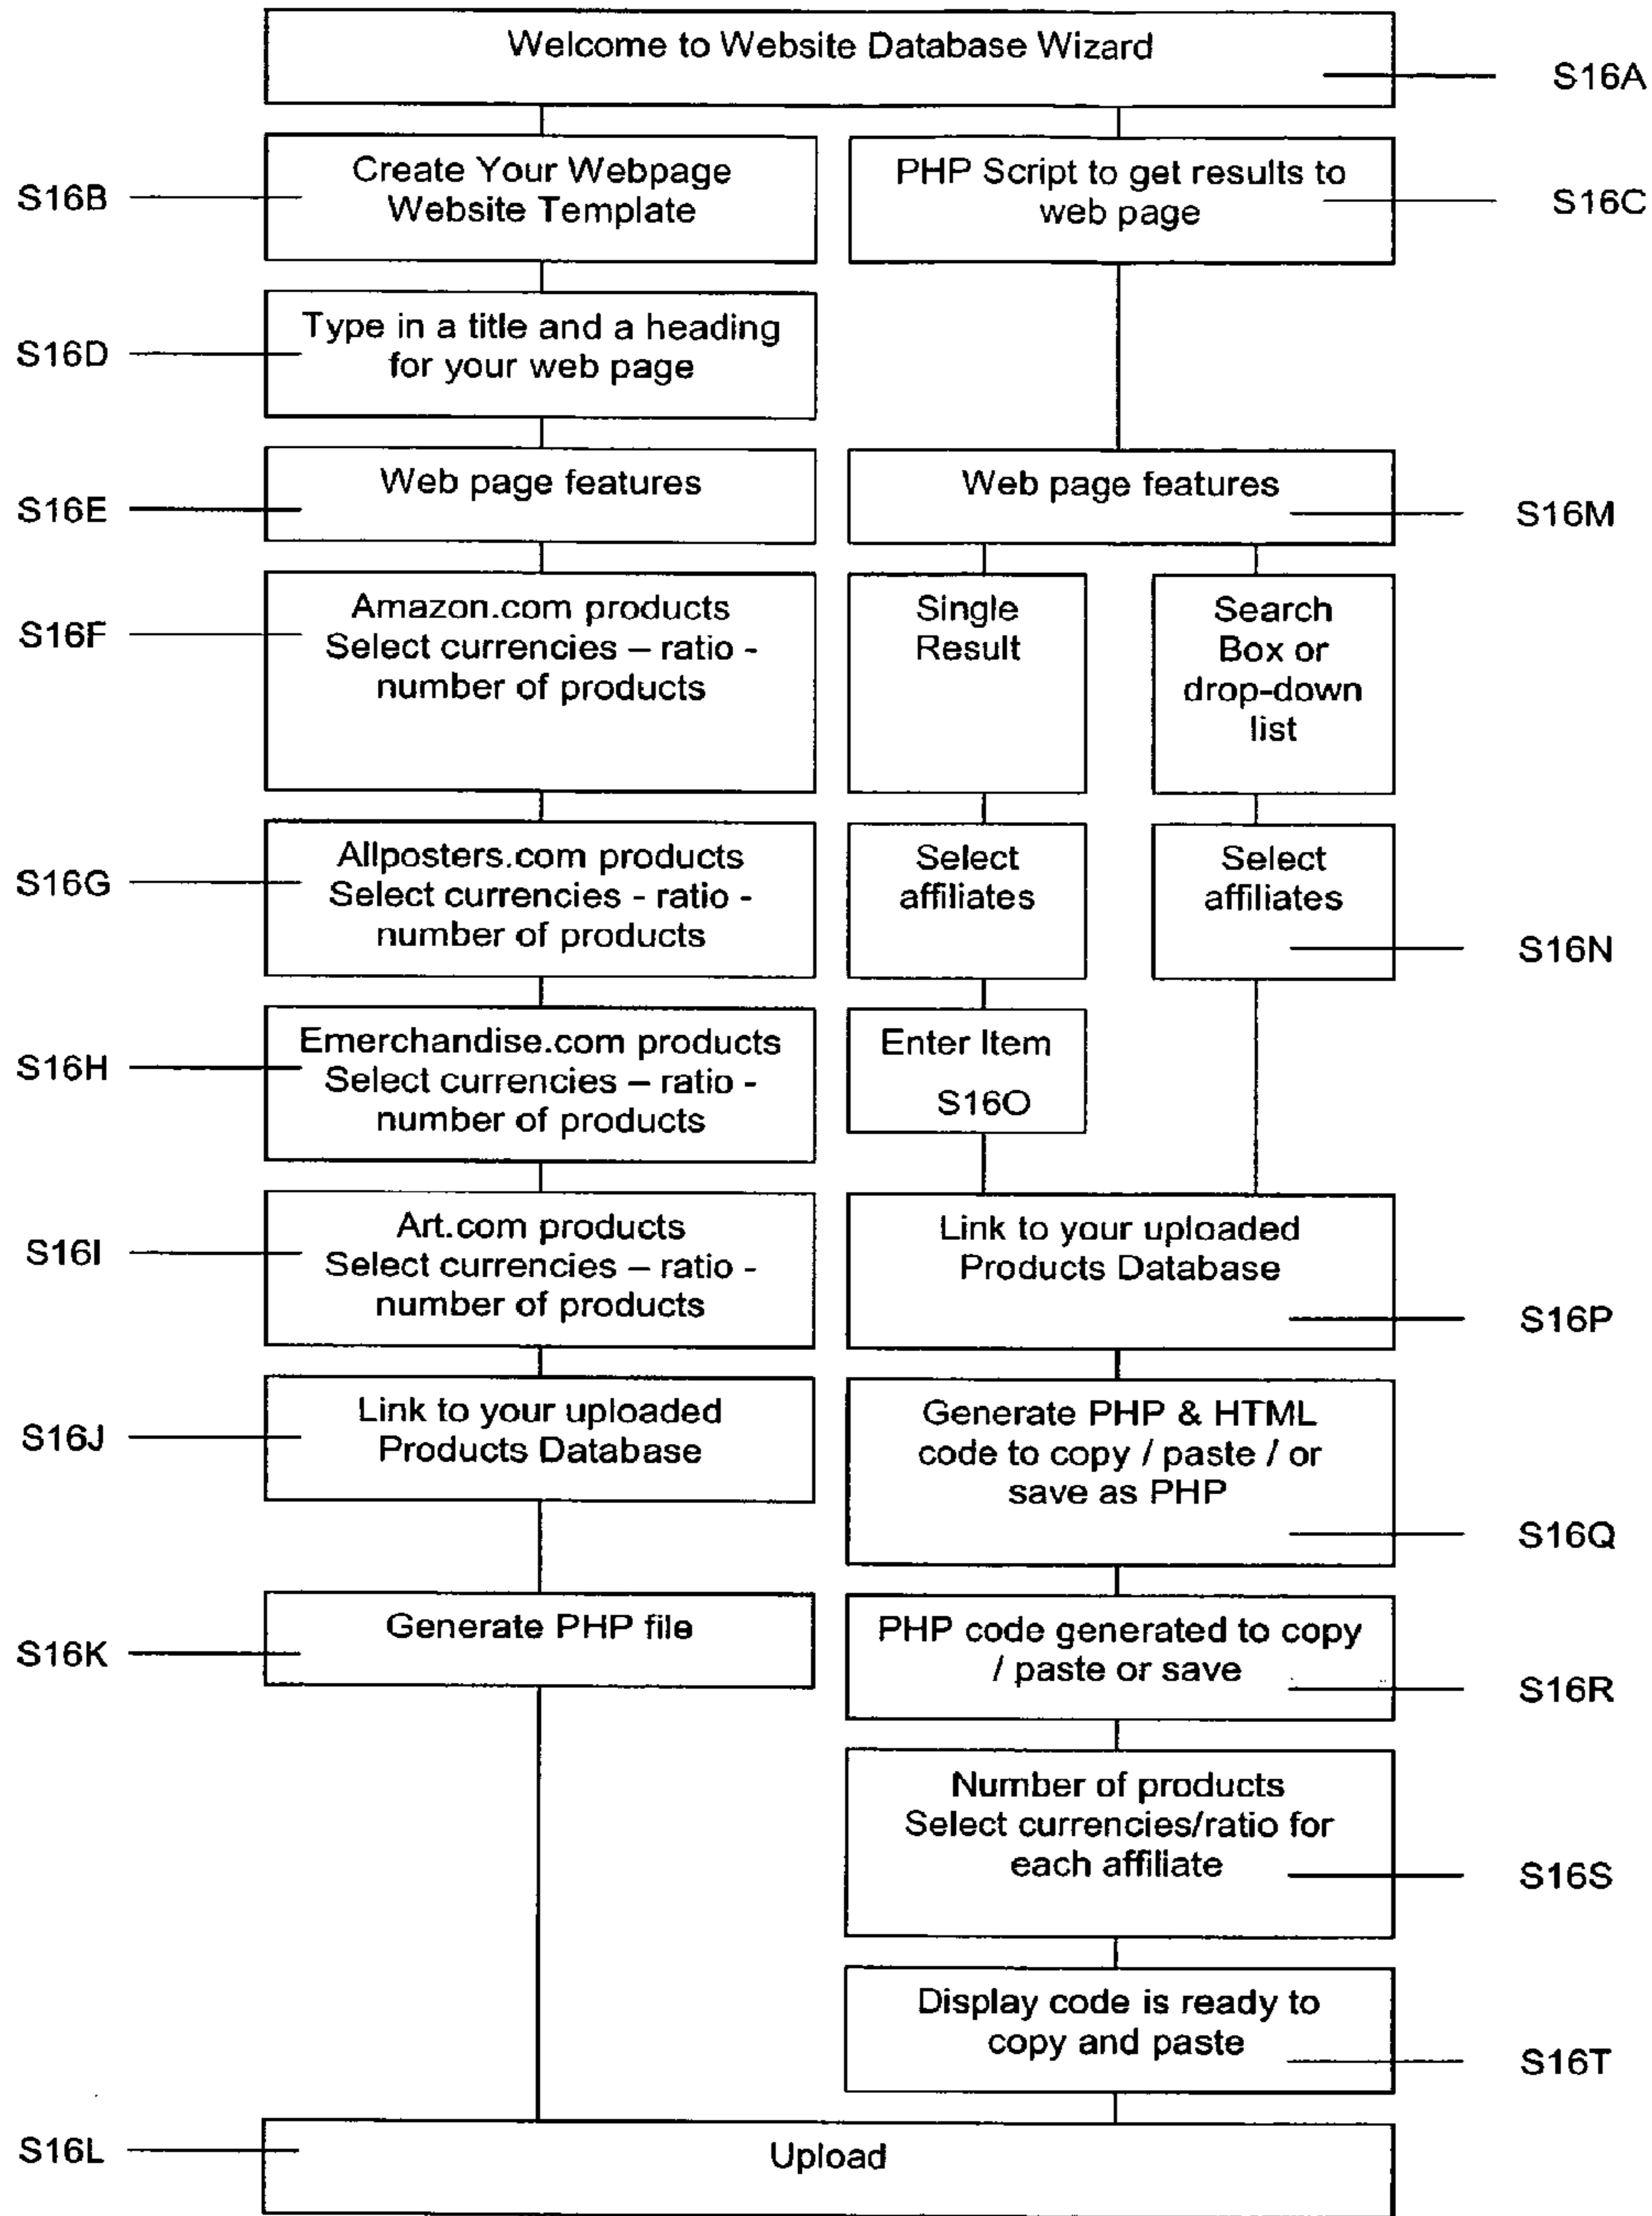 Welcome to Website Database Wizard
S16A
S16B
Create Your Webpage
Website Template
PHP Script to get results to
web page
S16C
S16D
Type in a title and a heading
for your web page
S16E
Web page features
Web page features
S16M
S16F
Amazon.com products
Select currencies – ratio -
number of products
Single
Result
Search
Box or
drop-down
list
S16G
Allposters.com products
Select currencies - ratio -
number of products
Select
affiliates
Select
affiliates
S16N
S16H
Emerchandise.com products
Select currencies – ratio -
number of products
Enter Item
S16O
S16I
Art.com products
Select currencies – ratio -
number of products
Link to your uploaded
Products Database
S16P
S16J
Link to your uploaded
Products Database
Generate PHP & HTML
code to copy / paste / or
save as PHP
S16Q
S16K
Generate PHP file
PHP code generated to copy
/ paste or save
S16R
Number of products
Select currencies/ratio for
each affiliate
S16S
Display code is ready to
copy and paste
S16T
S16L
Upload